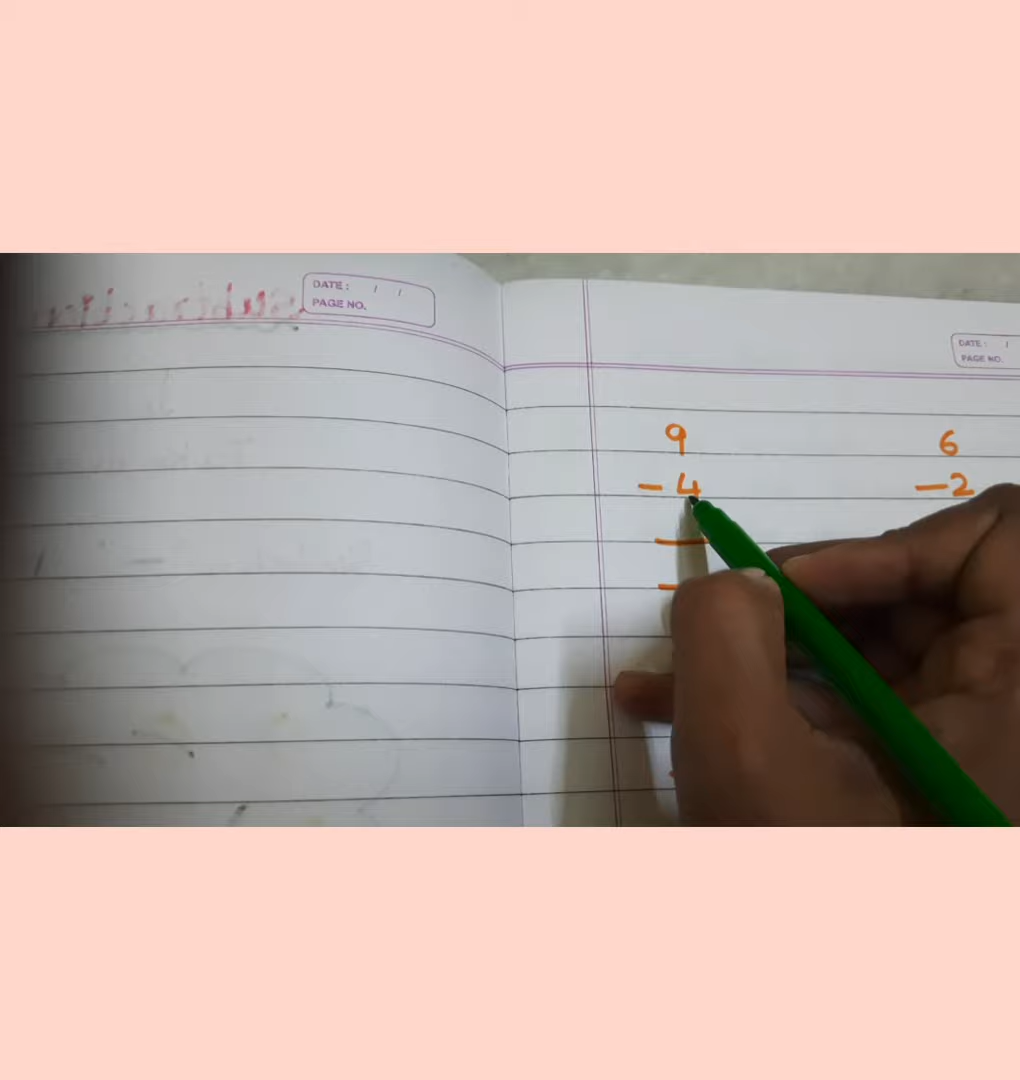 DATE: / /
PAGE NO.
DATE: /
PAGE NO.
9 6
- 4 - 2